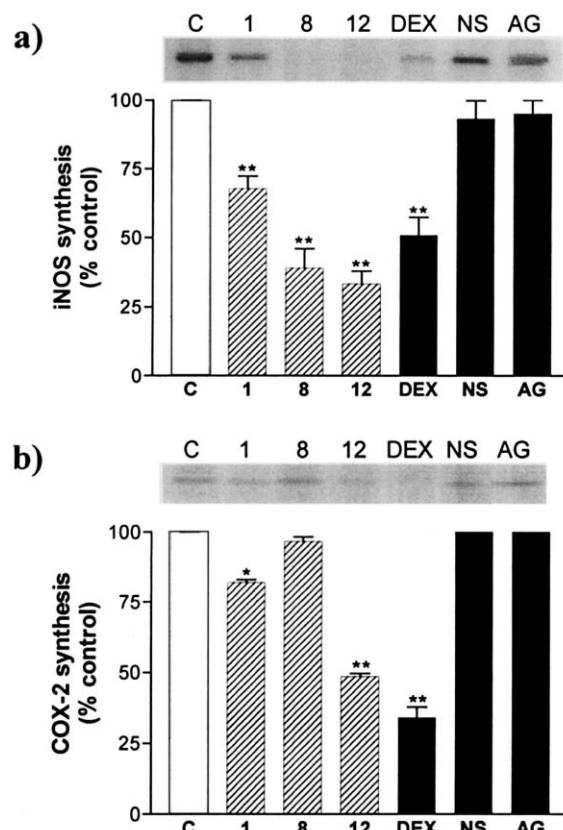 a)
C 1 8 12 DEX NS AG
iNOS synthesis
(% control)
100
75
50
25
0
**
**
**
**
C 1 8 12 DEX NS AG
b)
C 1 8 12 DEX NS AG
COX-2 synthesis
(% control)
100
75
50
25
0
*
**
**
C 1 8 12 DEX NS AG